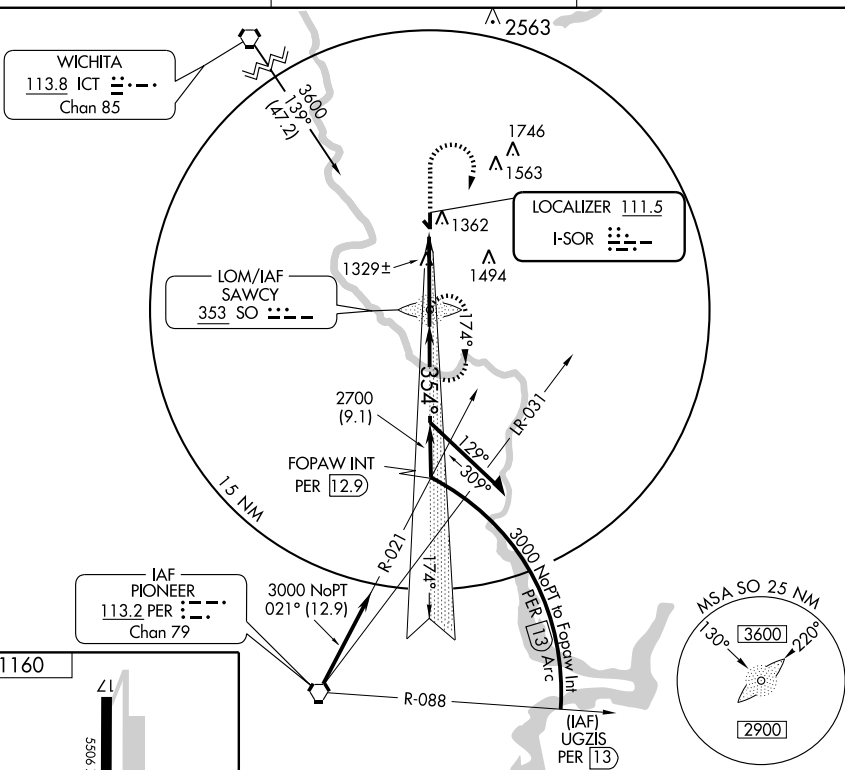 2563
WICHITA
113.8 ICT
Chan 85
3600
139°
(47.2)
1746
1563
LOCALIZER 111.5
I-SOR
1362
1329±
1494
LOM/IAF
SAWCY
353 SO
174°
354°
2700
(9.1)
LR-031
129°
309°
FOPAW INT
PER 12.9
15 NM
R-021
174°
3000 NoPT to Fopaw Int
PER 13 Arc
IAF
PIONEER
113.2 PER
Chan 79
3000 NoPT
021° (12.9)
MSA SO 25 NM
130°
3600
220°
2900
1160
17
5506
R-088
(IAF)
UGZIS
PER 13